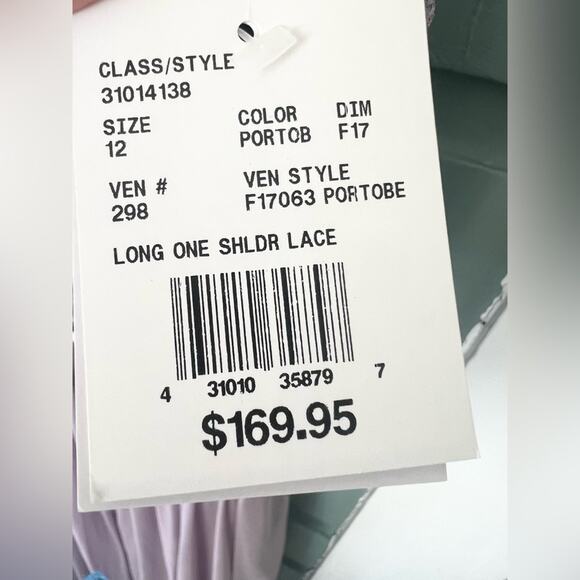 CLASS/STYLE
31014138
SIZE COLOR DIM
12 PORTOB F17
VEN # VEN STYLE
298 F17063 PORTOBE
LONG ONE SHLDR LACE
4 31010 35879 7
$169.95